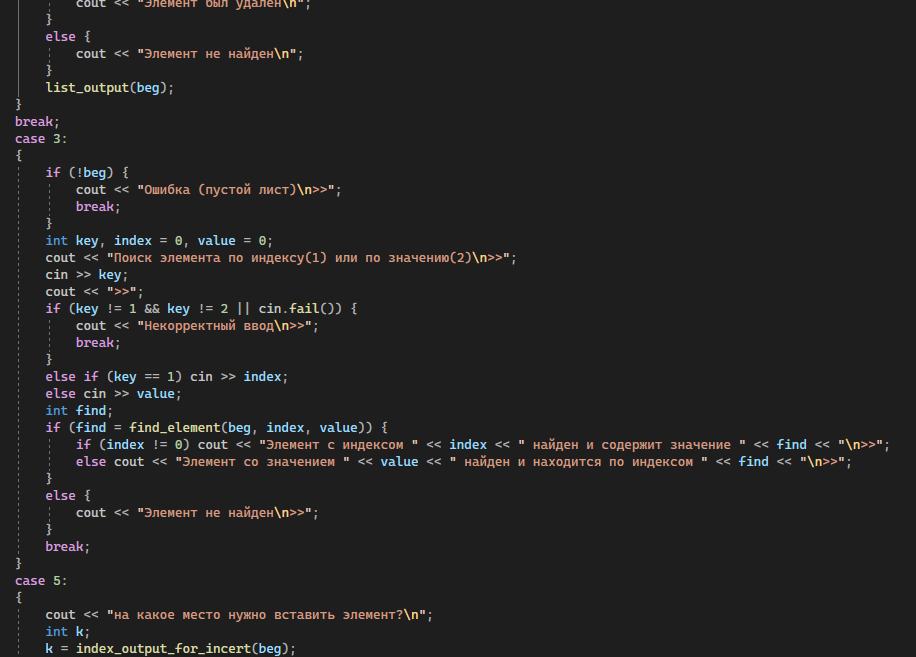 cout << "Элемент был удален\n";
}
else {
cout << "Элемент не найден\n";
}
list_output(beg);
}
break;
case 3:
{
if (!beg) {
cout << "Ошибка (пустой лист)\n>>";
break;
}
int key, index = 0, value = 0;
cout << "Поиск элемента по индексу(1) или по значению(2)\n>>";
cin >> key;
cout << ">>";
if (key != 1 && key != 2 || cin.fail()) {
cout << "Некорректный ввод\n>>";
break;
}
else if (key == 1) cin >> index;
else cin >> value;
int find;
if (find = find_element(beg, index, value)) {
if (index != 0) cout << "Элемент с индексом " << index << " найден и содержит значение " << find << "\n>>";
else cout << "Элемент со значением " << value << " найден и находится по индексом " << find << "\n>>";
}
else {
cout << "Элемент не найден\n>>";
}
break;
}
case 5:
{
cout << "на какое место нужно вставить элемент?\n";
int k;
k = index_output_for_incert(beg);